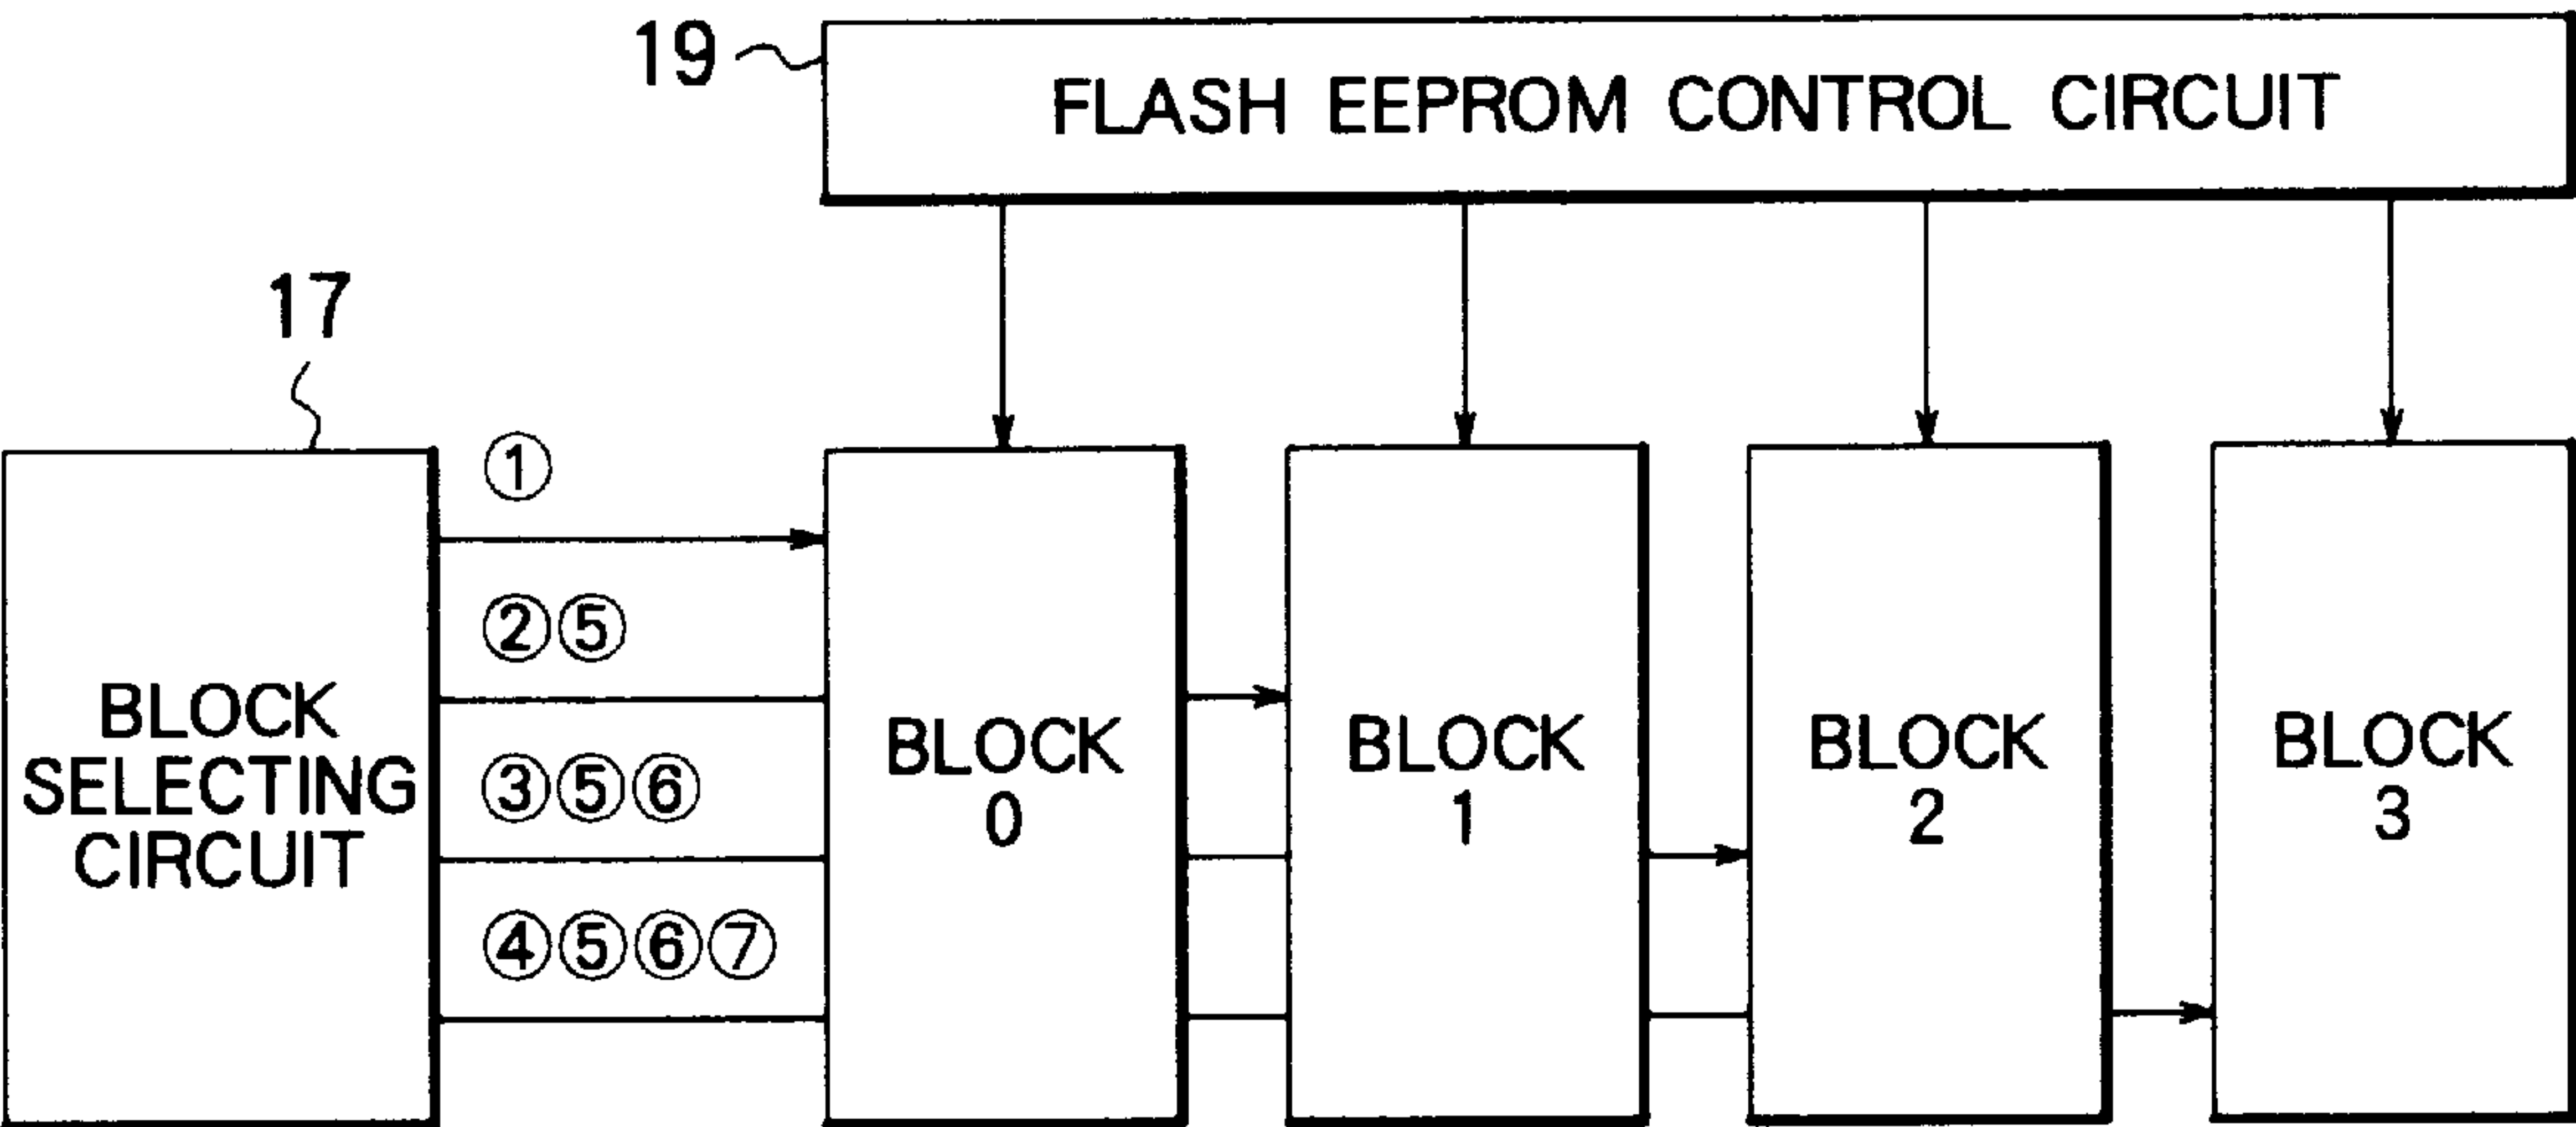 19
FLASH EEPROM CONTROL CIRCUIT
17
①
②⑤
③⑤⑥
④⑤⑥⑦
BLOCK
SELECTING
CIRCUIT
BLOCK
0
BLOCK
1
BLOCK
2
BLOCK
3